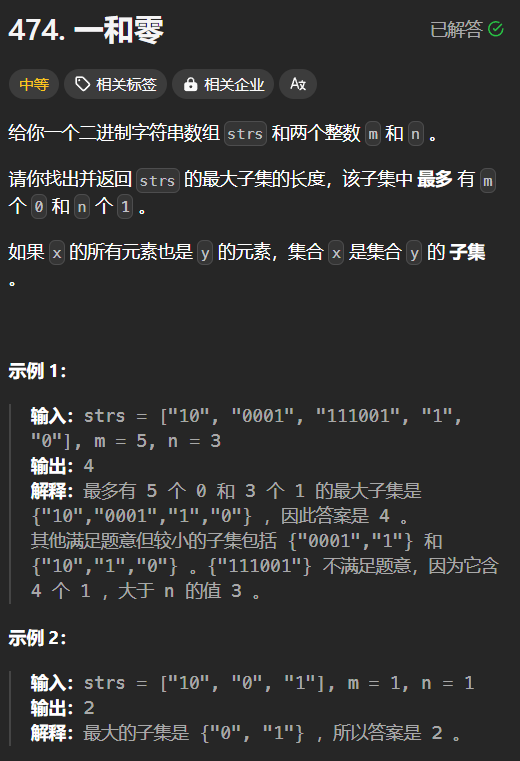 474. 一和零
已解答
中等 相关标签 相关企业
给你一个二进制字符串数组 strs 和两个整数 m 和 n 。
请你找出并返回 strs 的最大子集的长度，该子集中 最多 有 m
个 0 和 n 个 1 。
如果 x 的所有元素也是 y 的元素，集合 x 是集合 y 的 子集
。
示例 1：
输入：strs = ["10", "0001", "111001", "1",
"0"], m = 5, n = 3
输出：4
解释：最多有 5 个 0 和 3 个 1 的最大子集是
{"10","0001","1","0"} ，因此答案是 4 。
其他满足题意但较小的子集包括 {"0001","1"} 和
{"10","1","0"} 。{"111001"} 不满足题意，因为它含
4 个 1 ，大于 n 的值 3 。
示例 2：
输入：strs = ["10", "0", "1"], m = 1, n = 1
输出：2
解释：最大的子集是 {"0", "1"} ，所以答案是 2 。